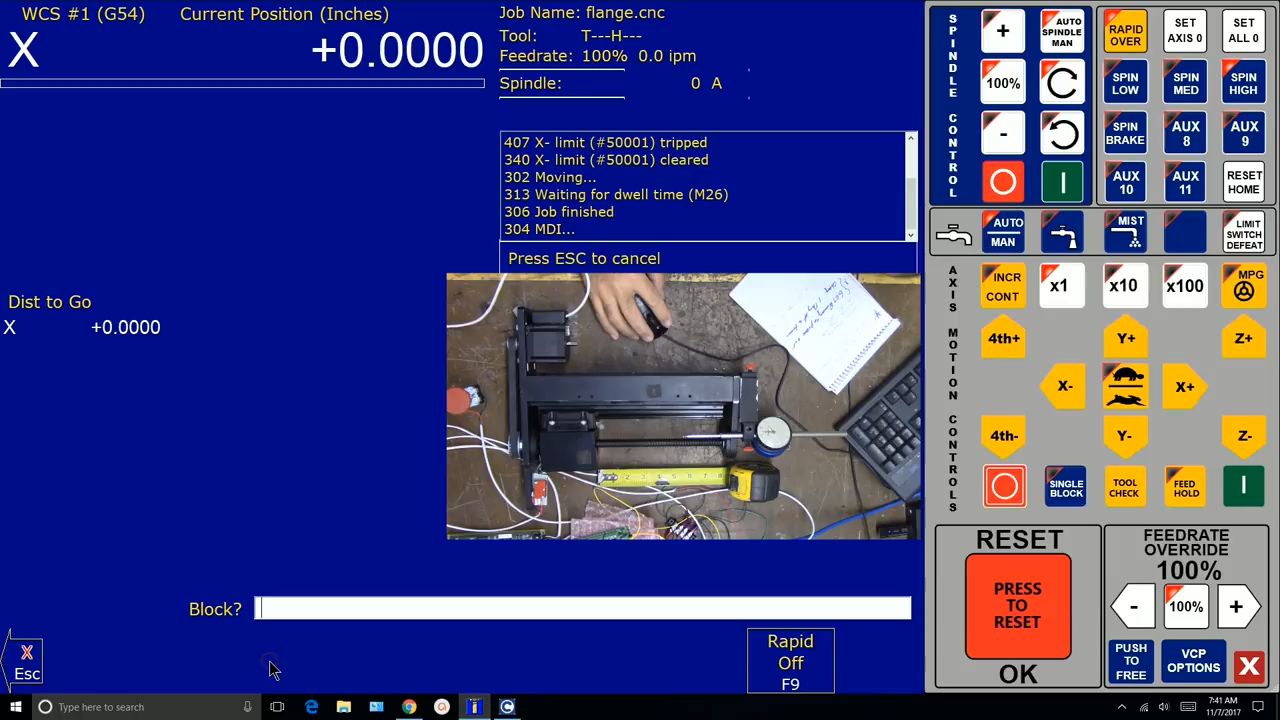 WCS #1 (G54) Current Position (Inches)
X +0.0000
Job Name: flange.cnc
Tool: T---H---
Feedrate: 100% 0.0 ipm
Spindle: 0 A
407 X- limit (#50001) tripped
340 X- limit (#50001) cleared
302 Moving...
313 Waiting for dwell time (M26)
306 Job finished
304 MDI...
Press ESC to cancel
Dist to Go
X +0.0000
Block?
X
Esc
Rapid
Off
F9
SPINDLE CONTROL
+
AUTO
SPINDLE
MAN
100%
-
RAPID
OVER
SET
AXIS 0
SET
ALL 0
SPIN
LOW
SPIN
MED
SPIN
HIGH
SPIN
BRAKE
AUX
8
AUX
9
AUX
10
AUX
11
RESET
HOME
AUTO
MAN
MIST
LIMIT
SWITCH
DEFEAT
AXIS MOTION CONTROLS
INCR
CONT
x1
x10
x100
MPG
4th+
Y+
Z+
X-
X+
4th-
Y-
Z-
SINGLE
BLOCK
TOOL
CHECK
FEED
HOLD
RESET
PRESS
TO
RESET
OK
FEEDRATE
OVERRIDE
100%
-
100%
+
PUSH
TO
FREE
VCP
OPTIONS
X
Type here to search
7:41 AM
11/7/2017